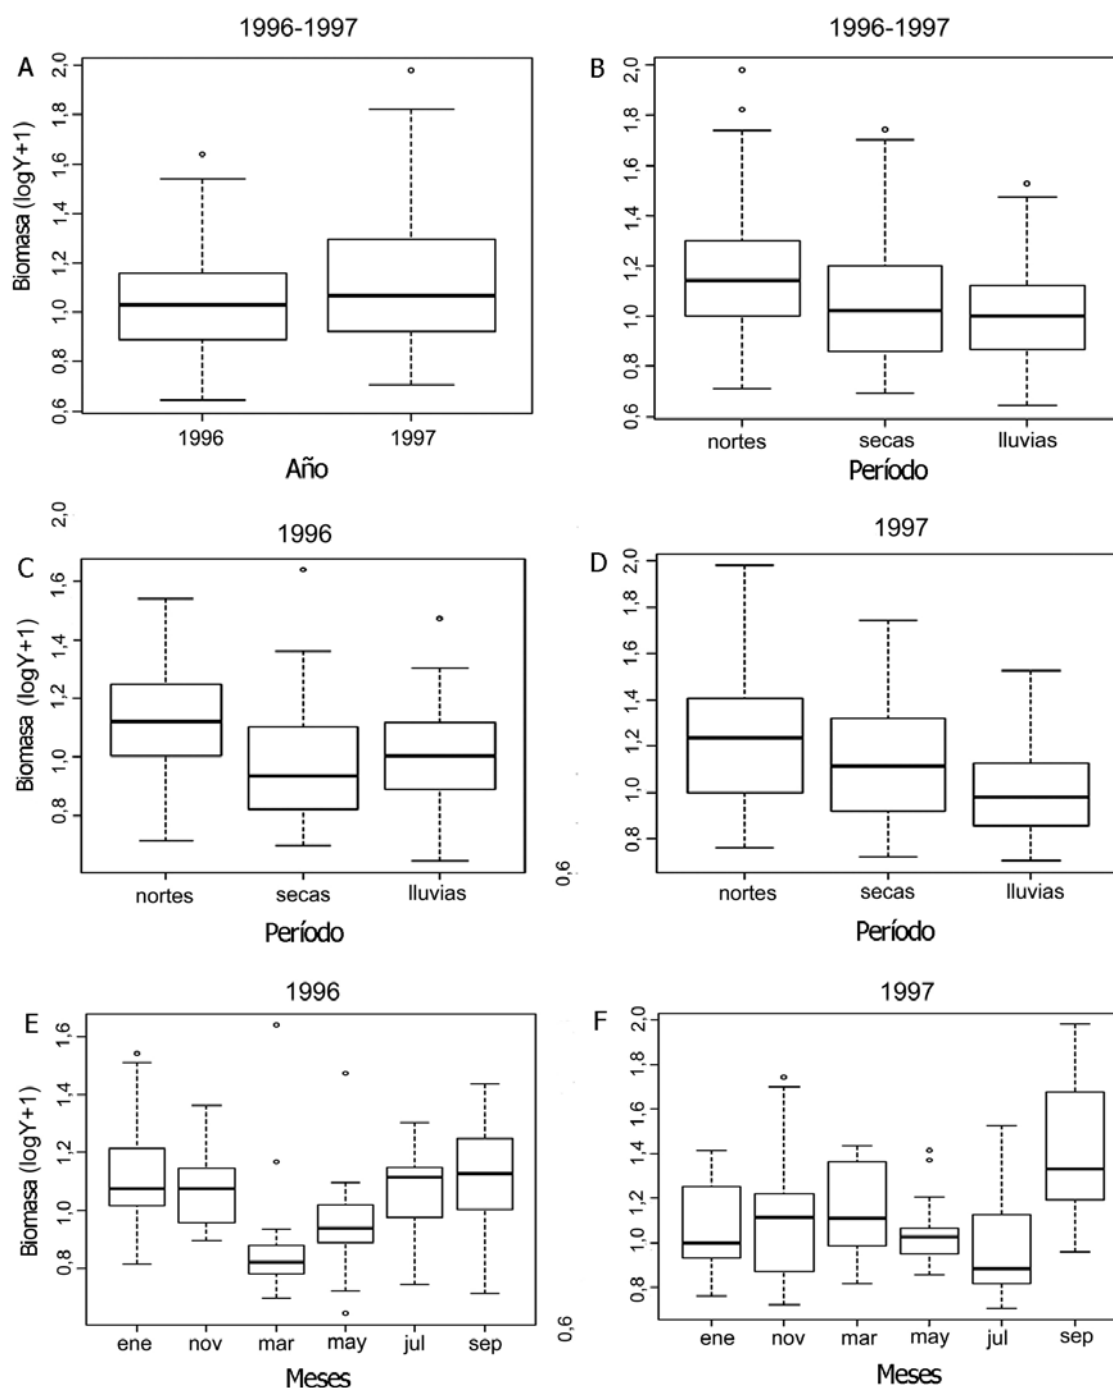 1996-1997
A
Biomasa (logY+1)
2,0
1,8
1,6
1,4
1,2
1,0
0,8
0,6
1996 1997
Año
1996-1997
B
2,0
1,8
1,6
1,4
1,2
1,0
0,8
0,6
nortes secas lluvias
Período
1996
C
Biomasa (logY+1)
2,0
1,6
1,4
1,2
1,0
0,8
nortes secas lluvias
Período
1997
D
2,0
1,8
1,6
1,4
1,2
1,0
0,8
0,6
nortes secas lluvias
Período
1996
E
Biomasa (logY+1)
1,6
1,4
1,2
1,0
0,8
ene nov mar may jul sep
Meses
1997
F
2,0
1,8
1,6
1,4
1,2
1,0
0,8
0,6
ene nov mar may jul sep
Meses